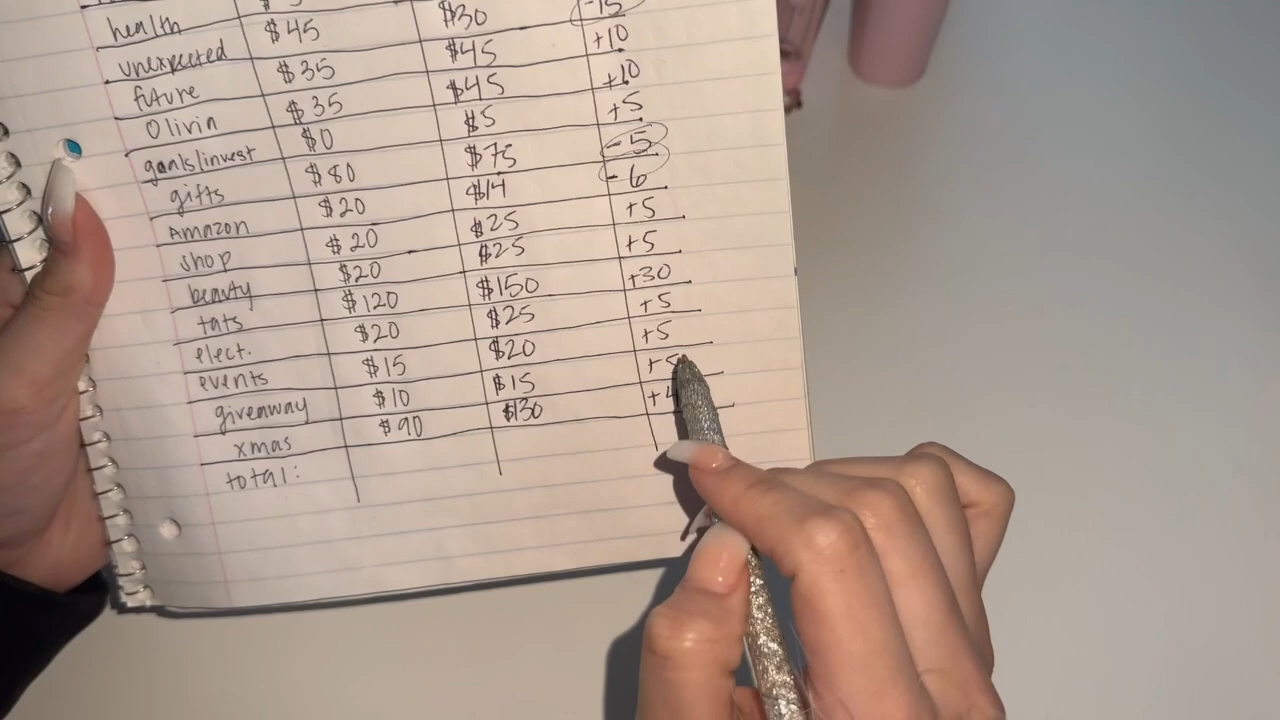 health
unexpected $45 $30 -15
future $35 $45 +10
Olivia $35 $45 +10
goals/invest $0 $5 +5
gifts $80 $75 -5
Amazon $20 $14 -6
shop $20 $25 +5
beauty $20 $25 +5
tats $120 $150 +30
elect. $20 $25 +5
events $15 $20 +5
giveaway $10 $15 +5
xmas $90 $130 +4
total: